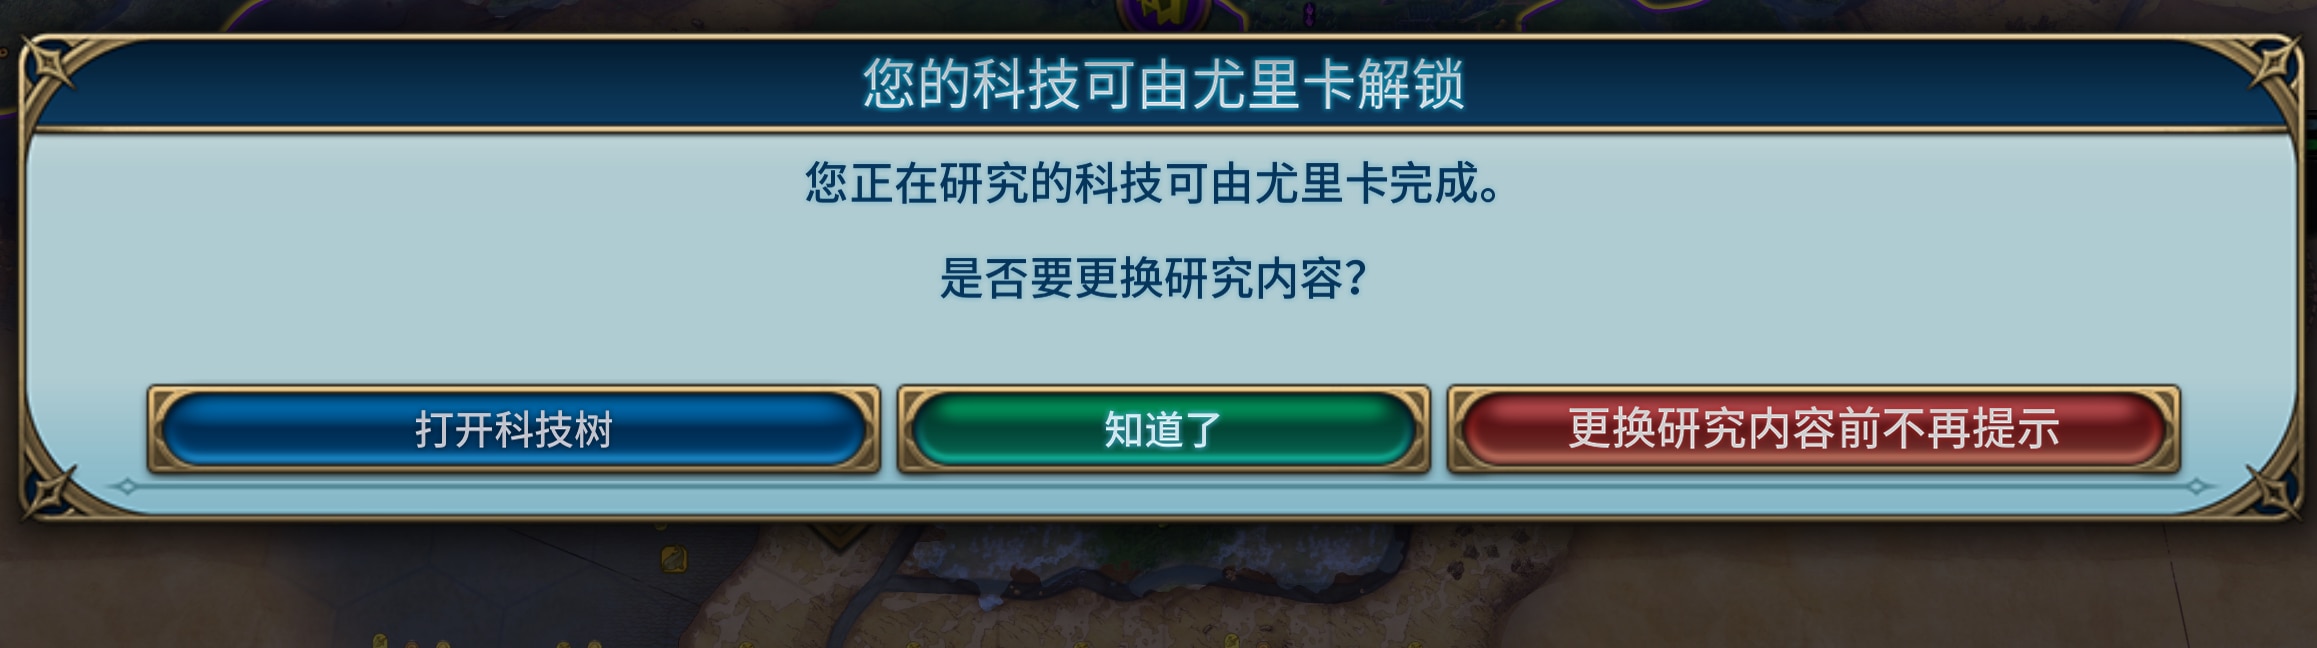 您的科技可由尤里卡解锁
您正在研究的科技可由尤里卡完成。
是否要更换研究内容？
打开科技树
知道了
更换研究内容前不再提示